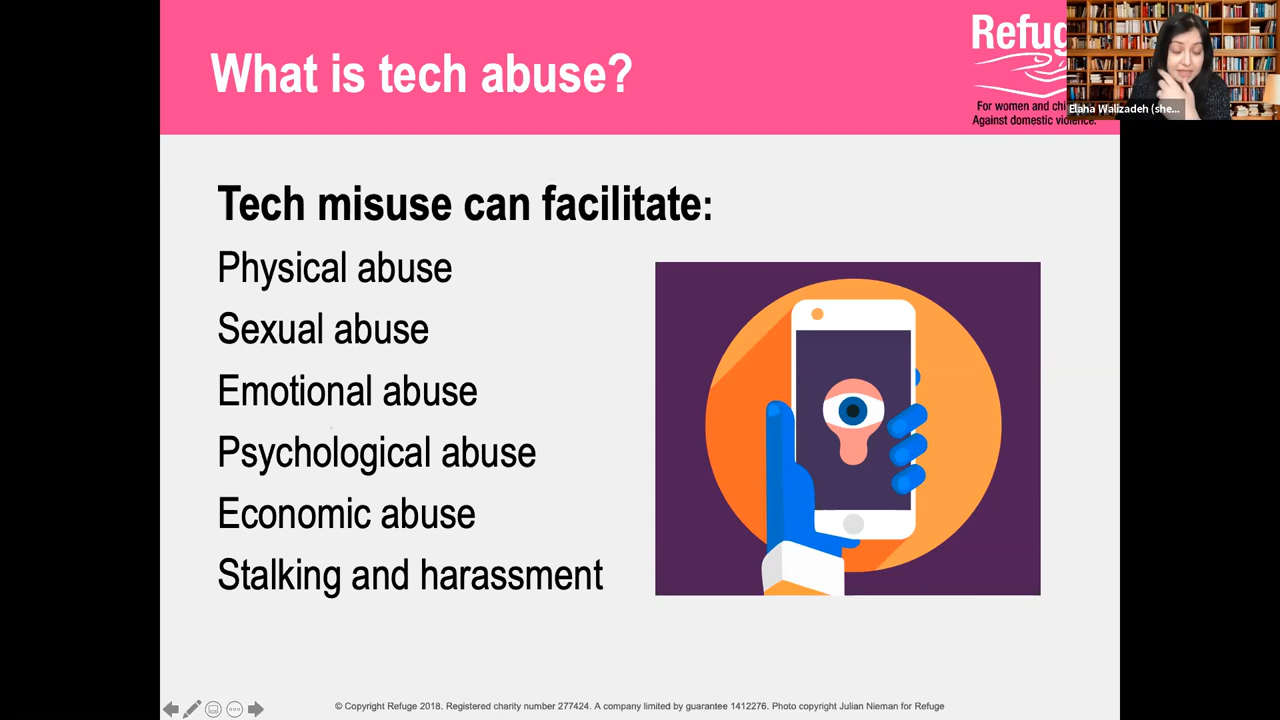 What is tech abuse?
Refug
For women and chi
Against domestic violence.
Elaha Walizadeh (she...
Tech misuse can facilitate:
Physical abuse
Sexual abuse
Emotional abuse
Psychological abuse
Economic abuse
Stalking and harassment
© Copyright Refuge 2018. Registered charity number 277424. A company limited by guarantee 1412276. Photo copyright Julian Nieman for Refuge